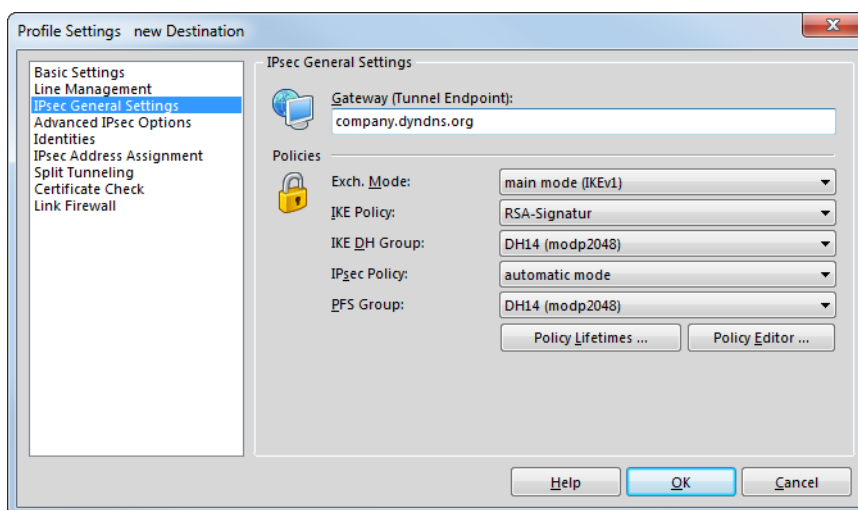 Profile Settings new Destination
Basic Settings
Line Management
IPsec General Settings
Advanced IPsec Options
Identities
IPsec Address Assignment
Split Tunneling
Certificate Check
Link Firewall
IPsec General Settings
Gateway (Tunnel Endpoint):
company.dyndns.org
Policies
Exch. Mode: main mode (IKEv1)
IKE Policy: RSA-Signatur
IKE DH Group: DH14 (modp2048)
IPsec Policy: automatic mode
PFS Group: DH14 (modp2048)
Policy Lifetimes ... Policy Editor ...
Help OK Cancel